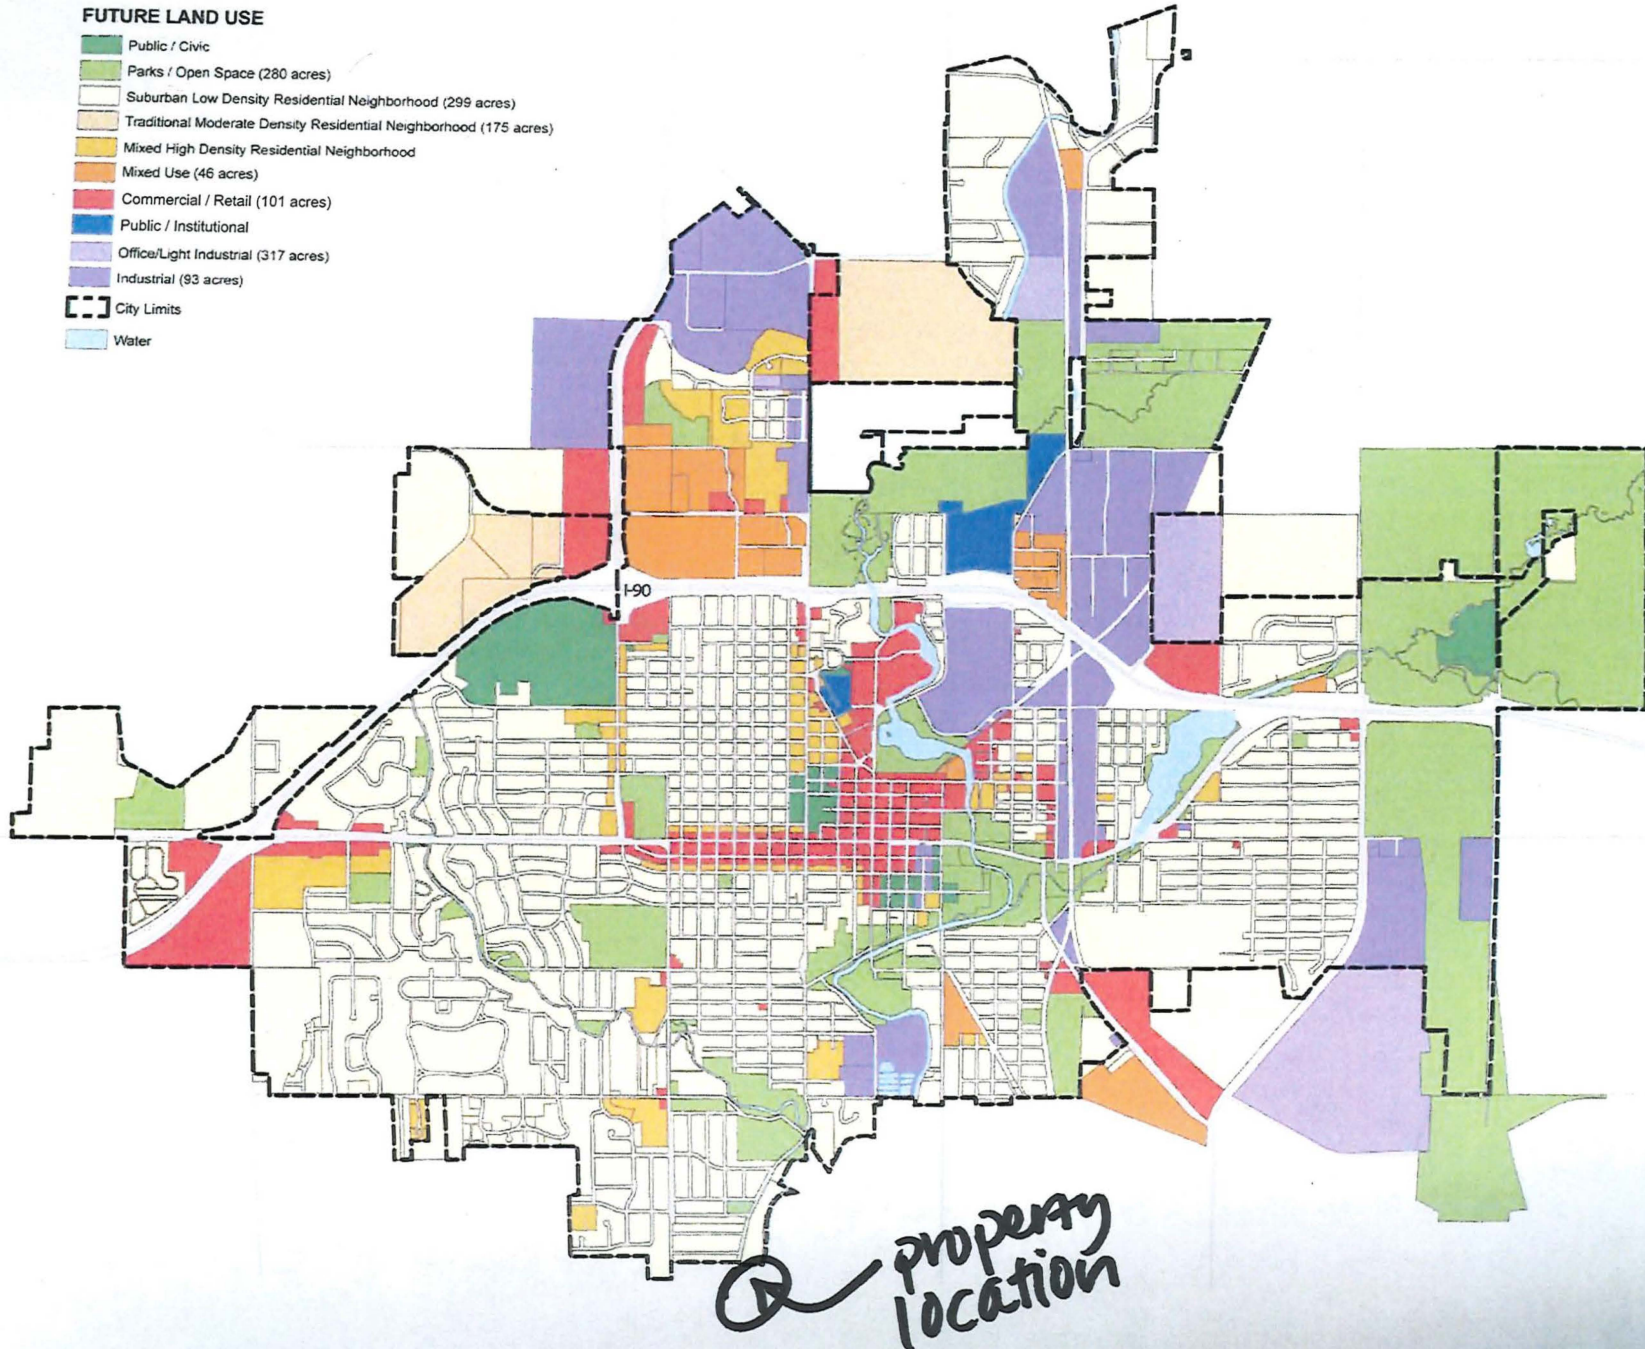 FUTURE LAND USE
Public / Civic
Parks / Open Space (280 acres)
Suburban Low Density Residential Neighborhood (299 acres)
Traditional Moderate Density Residential Neighborhood (175 acres)
Mixed High Density Residential Neighborhood
Mixed Use (46 acres)
Commercial / Retail (101 acres)
Public / Institutional
Office/Light Industrial (317 acres)
Industrial (93 acres)
City Limits
Water
I-90
property
location